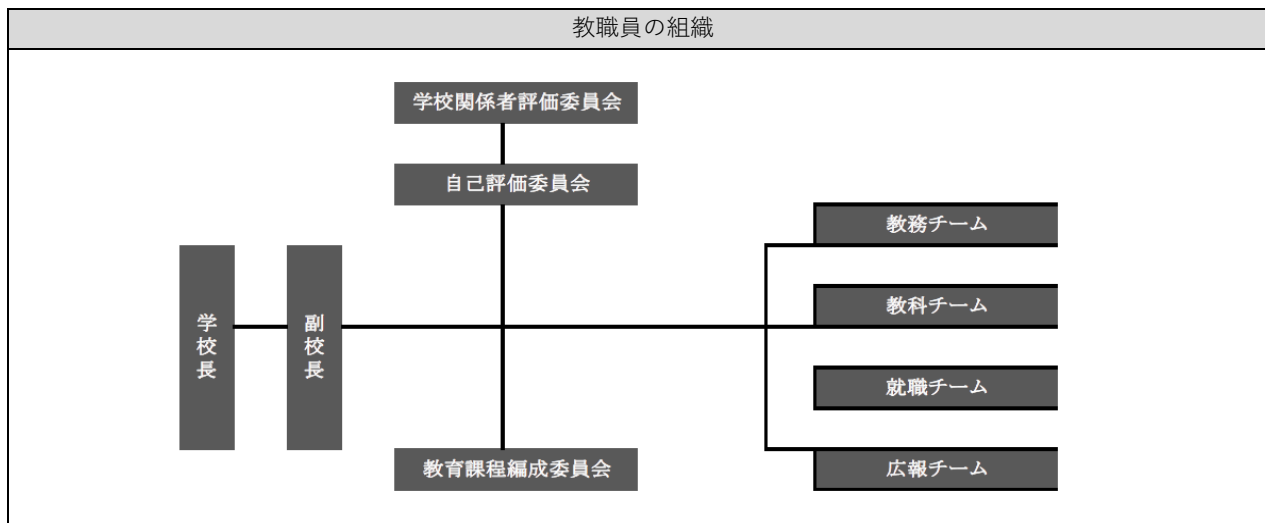 教職員の組織
学校関係者評価委員会
自己評価委員会
教務チーム
学校長
副校長
教科チーム
就職チーム
教育課程編成委員会
広報チーム